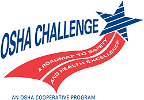 OSHA CHALLENGE
A ROADMAP TO SAFETY
AND HEALTH EXCELLENCE
AN OSHA COOPERATIVE PROGRAM